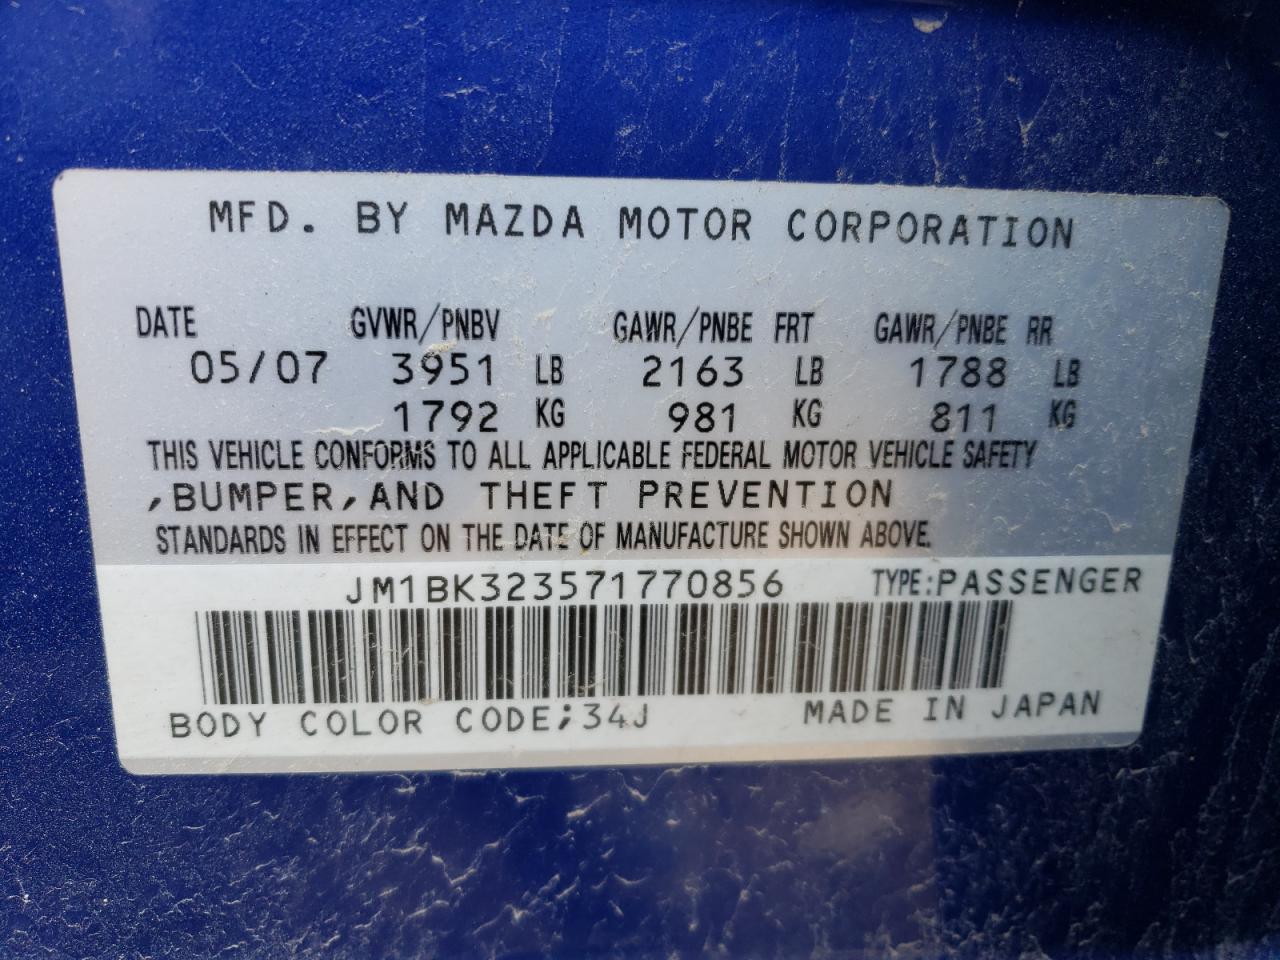 MFD. BY MAZDA MOTOR CORPORATION
DATE GVWR/PNBV GAWR/PNBE FRT GAWR/PNBE RR
05/07 3951 LB 2163 LB 1788 LB
1792 KG 981 KG 811 KG
THIS VEHICLE CONFORMS TO ALL APPLICABLE FEDERAL MOTOR VEHICLE SAFETY
,BUMPER,AND THEFT PREVENTION
STANDARDS IN EFFECT ON THE DATE OF MANUFACTURE SHOWN ABOVE.
JM1BK323571770856 TYPE:PASSENGER
BODY COLOR CODE;34J MADE IN JAPAN